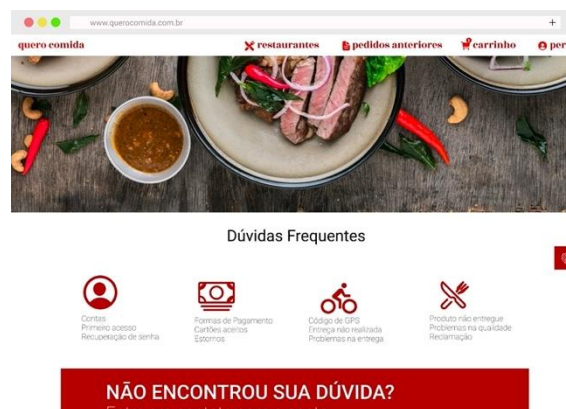 www.querocomida.com.br
+
quero comida
restaurantes
pedidos anteriores
carrinho
per
Dúvidas Frequentes
Contas
Primeiro acesso
Recuperação de senha
Formas de Pagamento
Cartões aceitos
Estornos
Código de GPS
Entrega não realizada
Problemas na entrega
Produto não entregue
Problemas na qualidade
Reclamação
NÃO ENCONTROU SUA DÚVIDA?